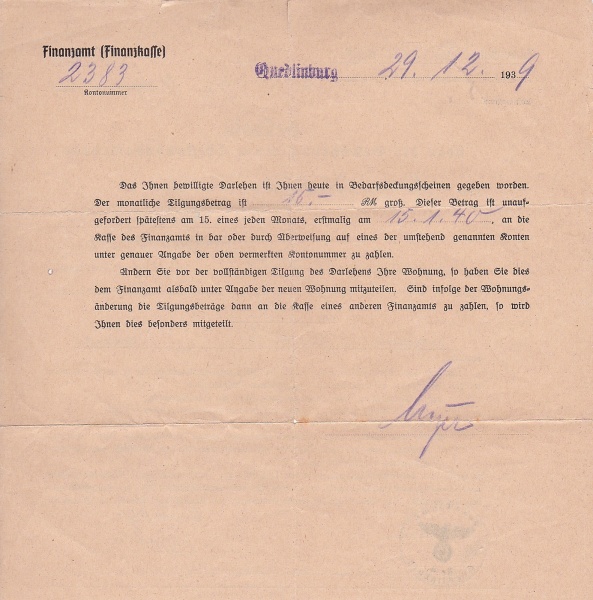 Finanzamt (Finanzkasse)
2383
Kontonummer
Quedlinburg 29. 12. 1939
Das Ihnen bewilligte Darlehen ist Ihnen heute in Bedarfsdeckungsscheinen gegeben worden.
Der monatliche Tilgungsbetrag ist RM groß. Dieser Betrag ist unauf-
gefordert spätestens am 15. eines jeden Monats, erstmalig am 15.1.40. an die
Kasse des Finanzamts in bar oder durch Überweisung auf eines der umstehend genannten Konten
unter genauer Angabe der oben vermerkten Kontonummer zu zahlen.
Ändern Sie vor der vollständigen Tilgung des Darlehens Ihre Wohnung, so haben Sie dies
dem Finanzamt alsbald unter Angabe der neuen Wohnung mitzuteilen. Sind infolge der Wohnungs-
änderung die Tilgungsbeträge dann an die Kasse eines anderen Finanzamts zu zahlen, so wird
Ihnen dies besonders mitgeteilt.